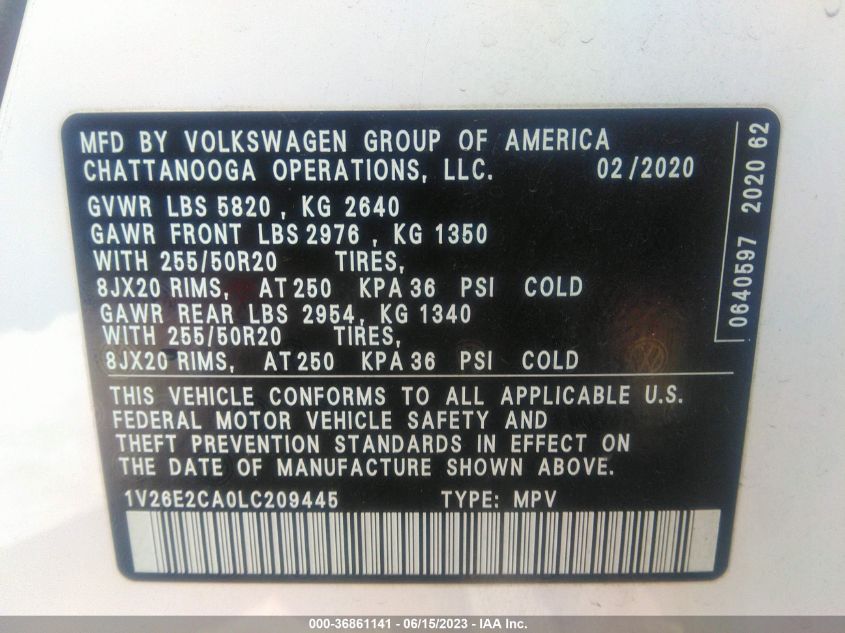 MFD BY VOLKSWAGEN GROUP OF AMERICA
CHATTANOOGA OPERATIONS, LLC. 02/2020
GVWR LBS 5820 , KG 2640
GAWR FRONT LBS 2976 , KG 1350
WITH 255/50R20 TIRES,
8JX20 RIMS, AT 250 KPA 36 PSI COLD
GAWR REAR LBS 2954, KG 1340
WITH 255/50R20 TIRES,
8JX20 RIMS, AT 250 KPA 36 PSI COLD
THIS VEHICLE CONFORMS TO ALL APPLICABLE U.S.
FEDERAL MOTOR VEHICLE SAFETY AND
THEFT PREVENTION STANDARDS IN EFFECT ON
THE DATE OF MANUFACTURE SHOWN ABOVE.
1V26E2CA0LC209445 TYPE: MPV
0640597 2020 62
000-36861141 - 06/15/2023 - IAA Inc.